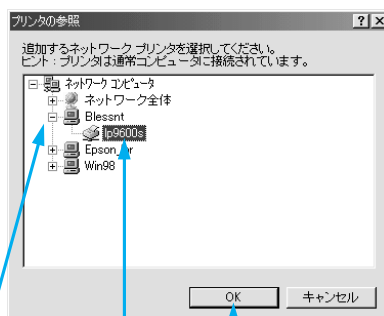 プリンタの参照
追加するネットワーク プリンタを選択してください。
ヒント : プリンタは通常コンピュータに接続されています。
ネットワーク コンピュータ
ネットワーク全体
Blessnt
lp9600s
Win98
OK
キャンセル